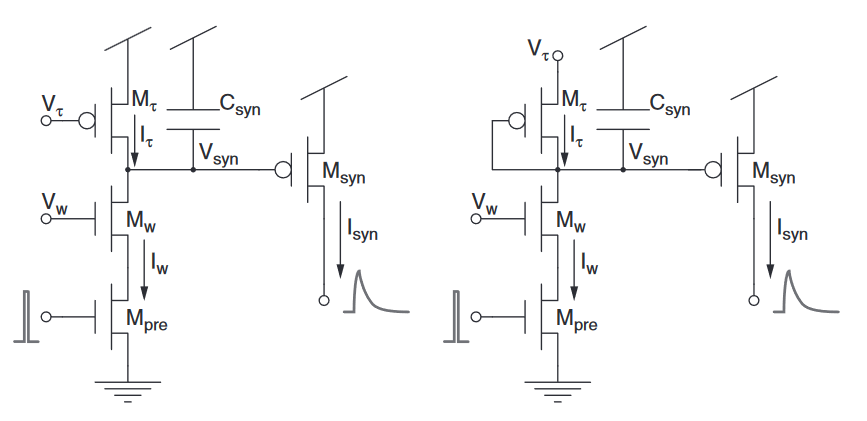 Vτ
Mτ
Csyn
Iτ
Vsyn
Msyn
Vw
Mw
Isyn
Iw
Mpre
Vτ
Mτ
Csyn
Iτ
Vsyn
Msyn
Vw
Mw
Isyn
Iw
Mpre